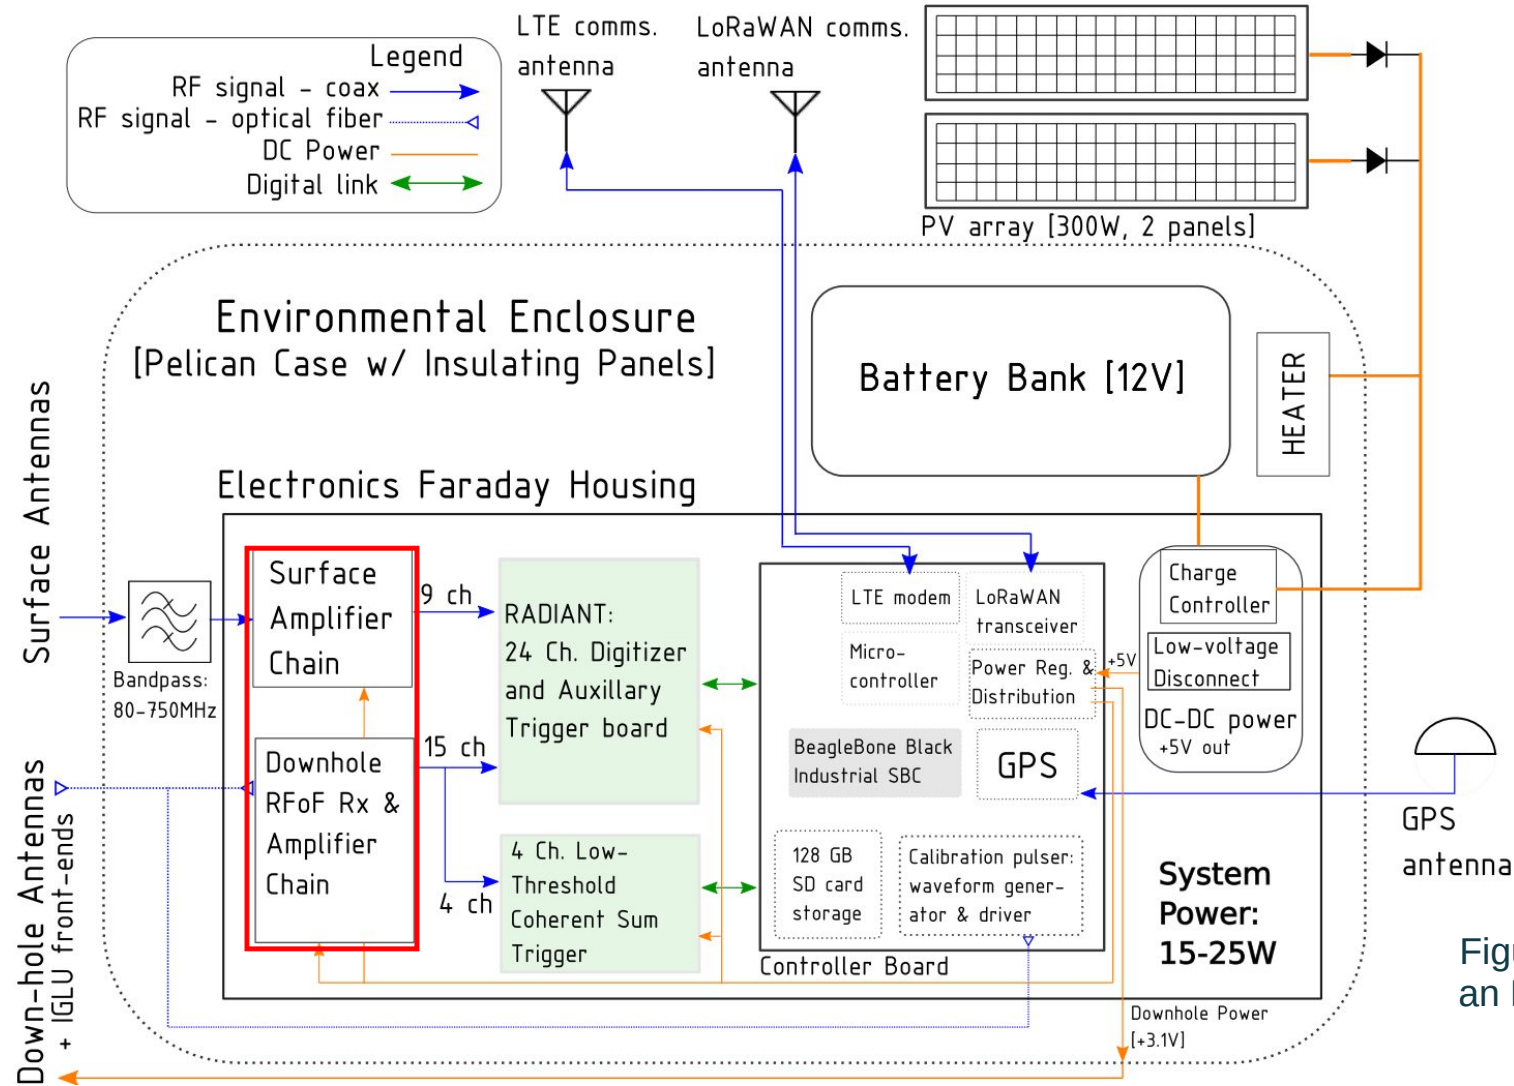 Legend
RF signal - coax
RF signal - optical fiber
DC Power
Digital link
LTE comms.
antenna
LoRaWAN comms.
antenna
PV array [300W, 2 panels]
Environmental Enclosure
[Pelican Case w/ Insulating Panels]
Battery Bank [12V]
HEATER
Electronics Faraday Housing
Surface Antennas
Bandpass:
80-750MHz
Surface
Amplifier
Chain
9 ch
RADIANT:
24 Ch. Digitizer
and Auxillary
Trigger board
Downhole
RFoF Rx &
Amplifier
Chain
15 ch
4 ch
4 Ch. Low-
Threshold
Coherent Sum
Trigger
LTE modem
LoRaWAN
transceiver
Micro-
controller
Power Reg. &
Distribution
+5V
BeagleBone Black
Industrial SBC
GPS
128 GB
SD card
storage
Calibration pulser:
waveform gener-
ator & driver
Controller Board
Charge
Controller
Low-voltage
Disconnect
DC-DC power
+5V out
GPS
antenna
System
Power:
15-25W
Down-hole Antennas
+ IGLU front-ends
Downhole Power
[+3.1V]
an